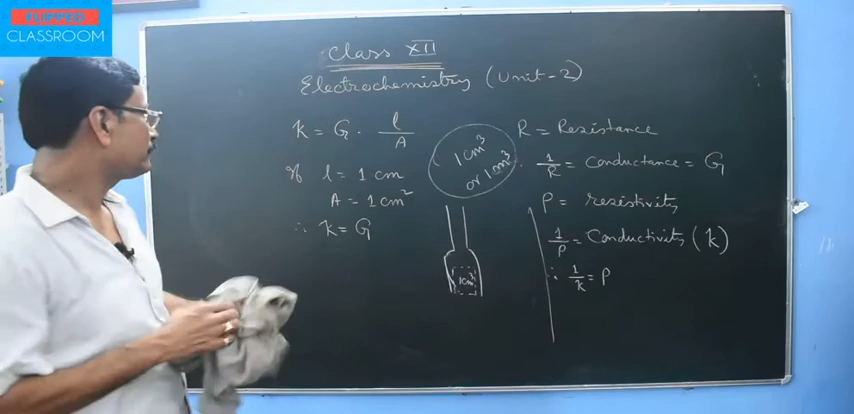 FLIPPED
CLASSROOM
Class XII
Electrochemistry (Unit-2)
k = G · l/A
If l = 1 cm
A = 1 cm²
∴ k = G
1 cm³
or 1 cm³
1cm³
R = Resistance
1/R = Conductance = G
ρ = resistivity
1/ρ = Conductivity (k)
∴ 1/k = ρ